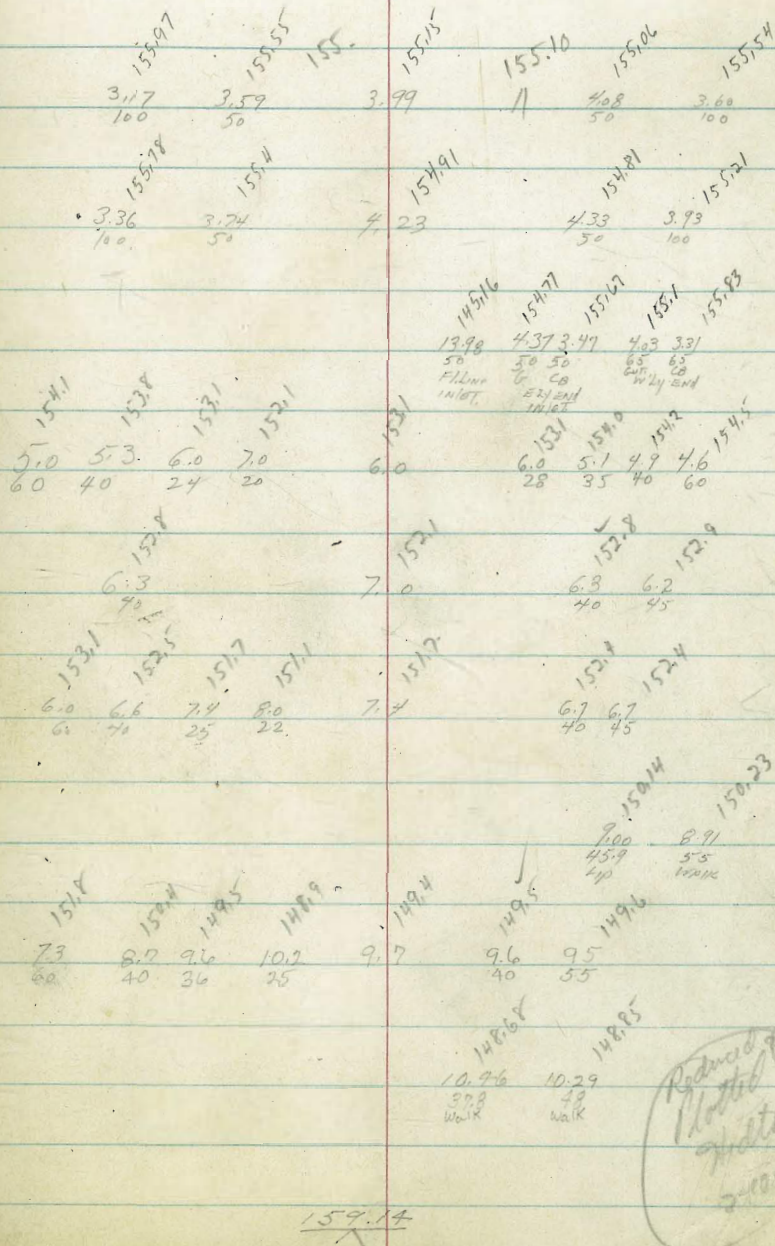 155.97 155.55 155. 155.15 155.10 155.06 155.54
3.17 3.59 3.99 4.08 3.60
100 50 50 100
155.78 155.4 154.91 154.81 155.21
3.36 3.74 4.23 4.33 3.93
100 50 50 100
145.16 154.77 155.67 155.1 155.83
13.98 4.37 3.47 4.03 3.31
50 50 50 65 65
Fl.Line G CB Gut. CB
Inlet Ely End W'ly End
Inlet
154.1 153.8 153.1 152.1 153.1 153.1 154.0 154.2 154.5
5.0 5.3 6.0 7.0 6.0 6.0 5.1 4.9 4.6
60 40 24 20 28 35 40 60
152.8 152.1 152.8 152.9
6.3 7.0 6.3 6.2
40 40 45
153.1 152.5 151.7 151.1 151.7 152.4 152.4
6.0 6.6 7.4 8.0 7.4 6.7 6.7
60 40 25 22 40 45
150.14 150.23
9.00 8.91
45.9 55
Lip Walk
151.8 150.4 149.5 148.9 149.4 149.5 149.6
7.3 8.7 9.6 10.2 9.7 9.6 9.5
60 40 36 25 40 55
148.68 148.85
10.46 10.29
37.8 48
Walk Walk
Reduced &
Plotted
159.14